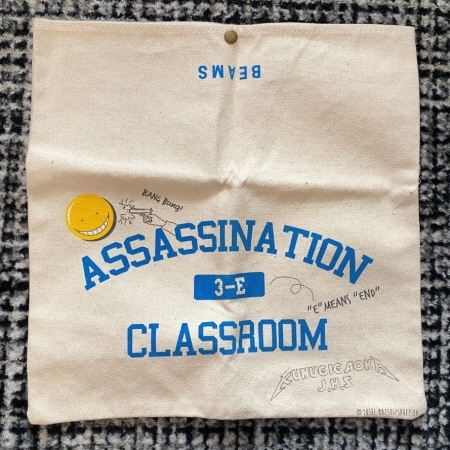 BEAMS
BANG Bang!
ASSASSINATION
3-E
"E" MEANS "END"
CLASSROOM
KUNUGIGAOKA
J.H.S